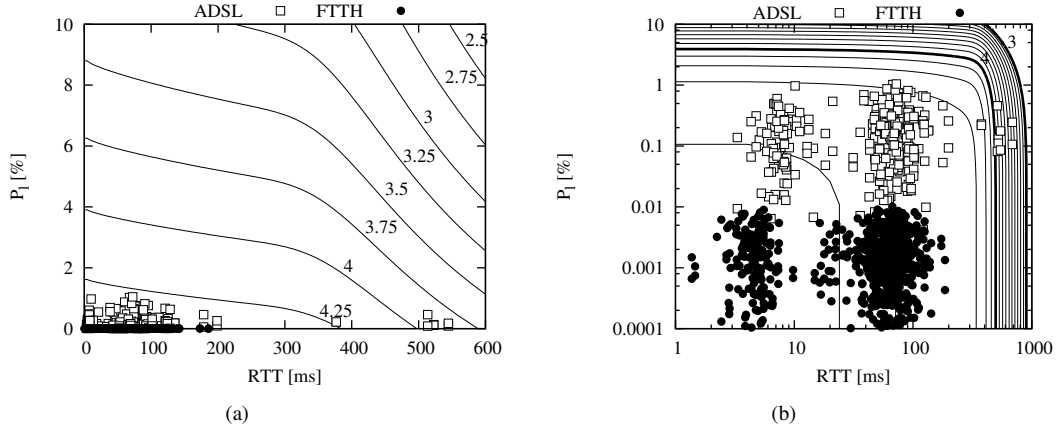 ADSL FTTH
10
8
6
4
2
0
0 100 200 300 400 500 600
P_l [%]
RTT [ms]
2.5
2.75
3
3.25
3.5
3.75
4
4.25
(a)
ADSL FTTH
10
1
0.1
0.01
0.001
0.0001
1 10 100 1000
P_l [%]
RTT [ms]
3
4
(b)